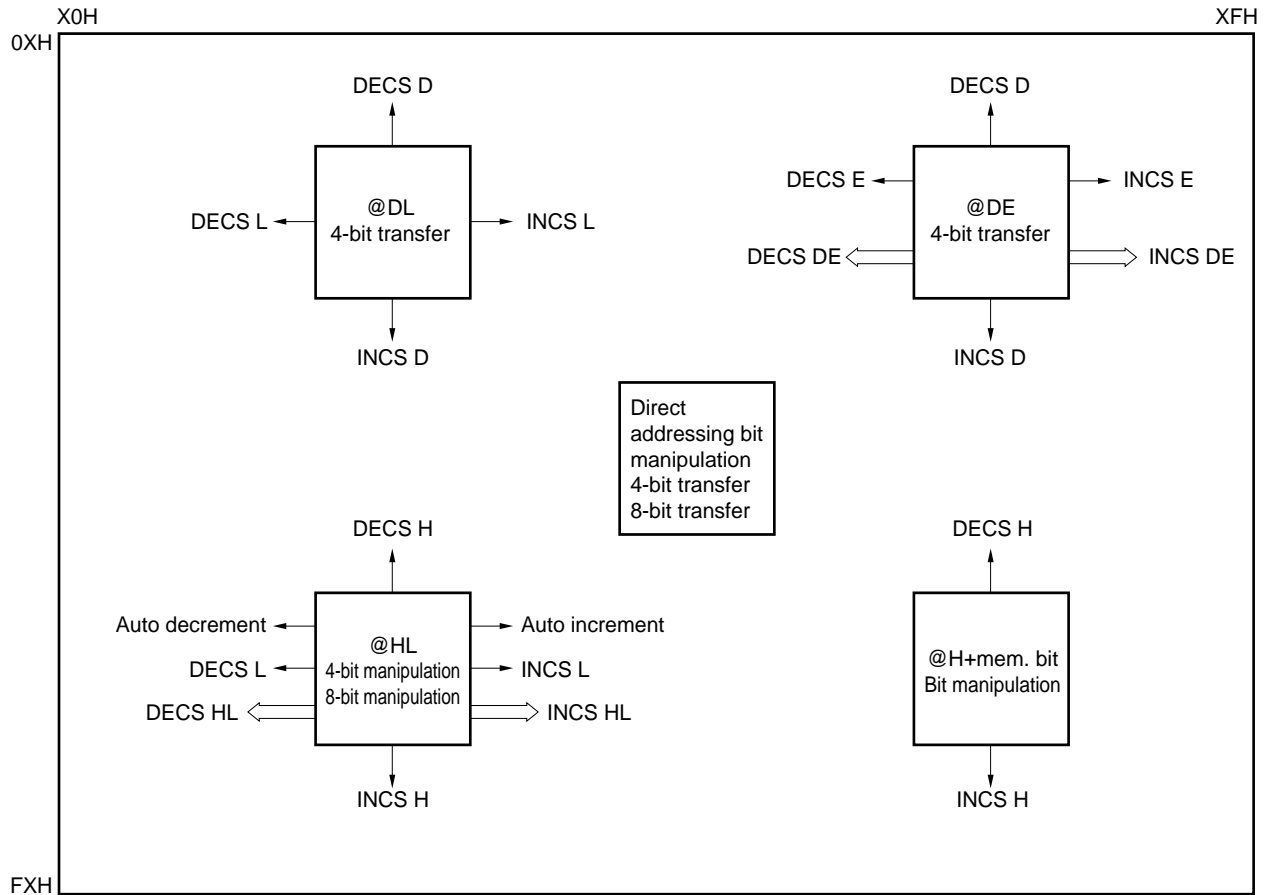 X0H
XFH
0XH
DECS D
@DL
4-bit transfer
DECS L
INCS L
INCS D
DECS D
DECS E
INCS E
@DE
4-bit transfer
DECS DE
INCS DE
INCS D
Direct
addressing bit
manipulation
4-bit transfer
8-bit transfer
DECS H
Auto decrement
Auto increment
@HL
4-bit manipulation
8-bit manipulation
DECS L
INCS L
DECS HL
INCS HL
INCS H
DECS H
@H+mem. bit
Bit manipulation
INCS H
FXH